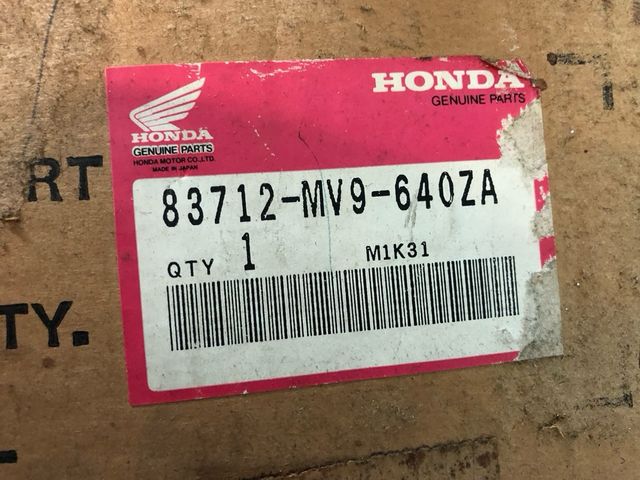 HONDA
GENUINE PARTS
HONDA
GENUINE PARTS
HONDA MOTOR CO.,LTD.
MADE IN JAPAN
RT
83712-MV9-640ZA
QTY 1
M1K31
TY.